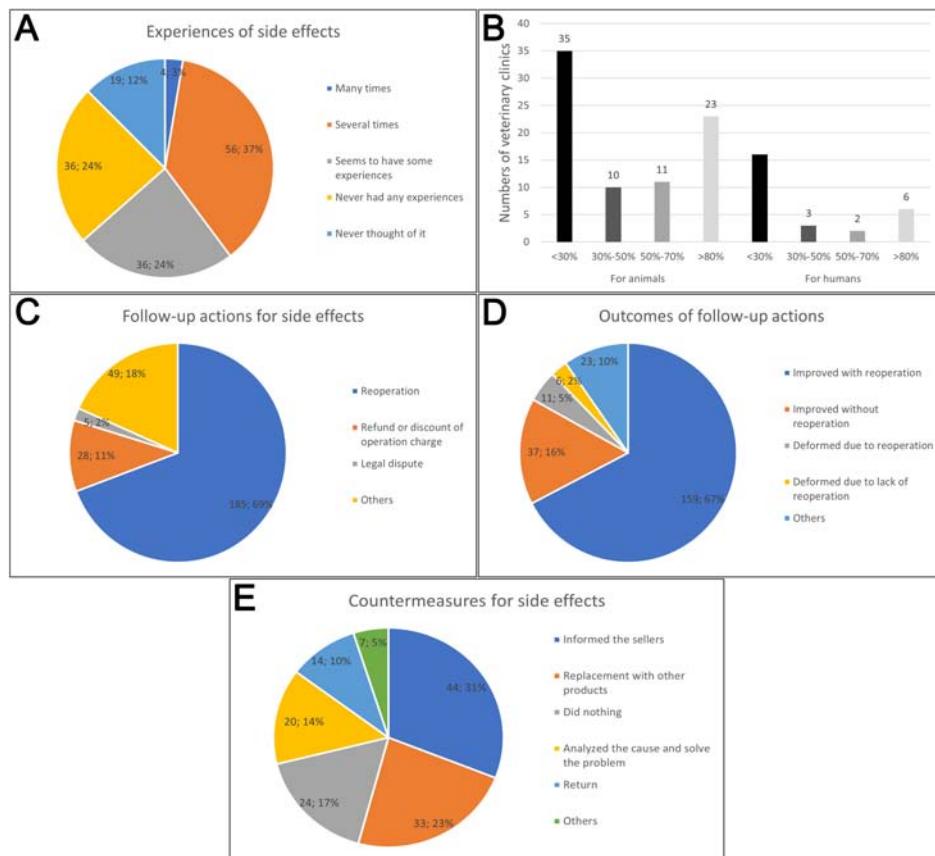 A
Experiences of side effects
4; 3%
56; 37%
36; 24%
36; 24%
19; 12%
Many times
Several times
Seems to have some
experiences
Never had any experiences
Never thought of it
B
Numbers of veterinary clinics
40
35
30
25
20
15
10
5
0
35
10
11
23
3
2
6
<30% 30%-50% 50%-70% >80% <30% 30%-50% 50%-70% >80%
For animals For humans
C
Follow-up actions for side effects
185; 69%
28; 11%
5; 2%
49; 18%
Reoperation
Refund or discount of
operation charge
Legal dispute
Others
D
Outcomes of follow-up actions
159; 67%
37; 16%
11; 5%
6; 2%
23; 10%
Improved with reoperation
Improved without
reoperation
Deformed due to reoperation
Deformed due to lack of
reoperation
Others
E
Countermeasures for side effects
44; 31%
33; 23%
24; 17%
20; 14%
14; 10%
7; 5%
Informed the sellers
Replacement with other
products
Did nothing
Analyzed the cause and solve
the problem
Return
Others